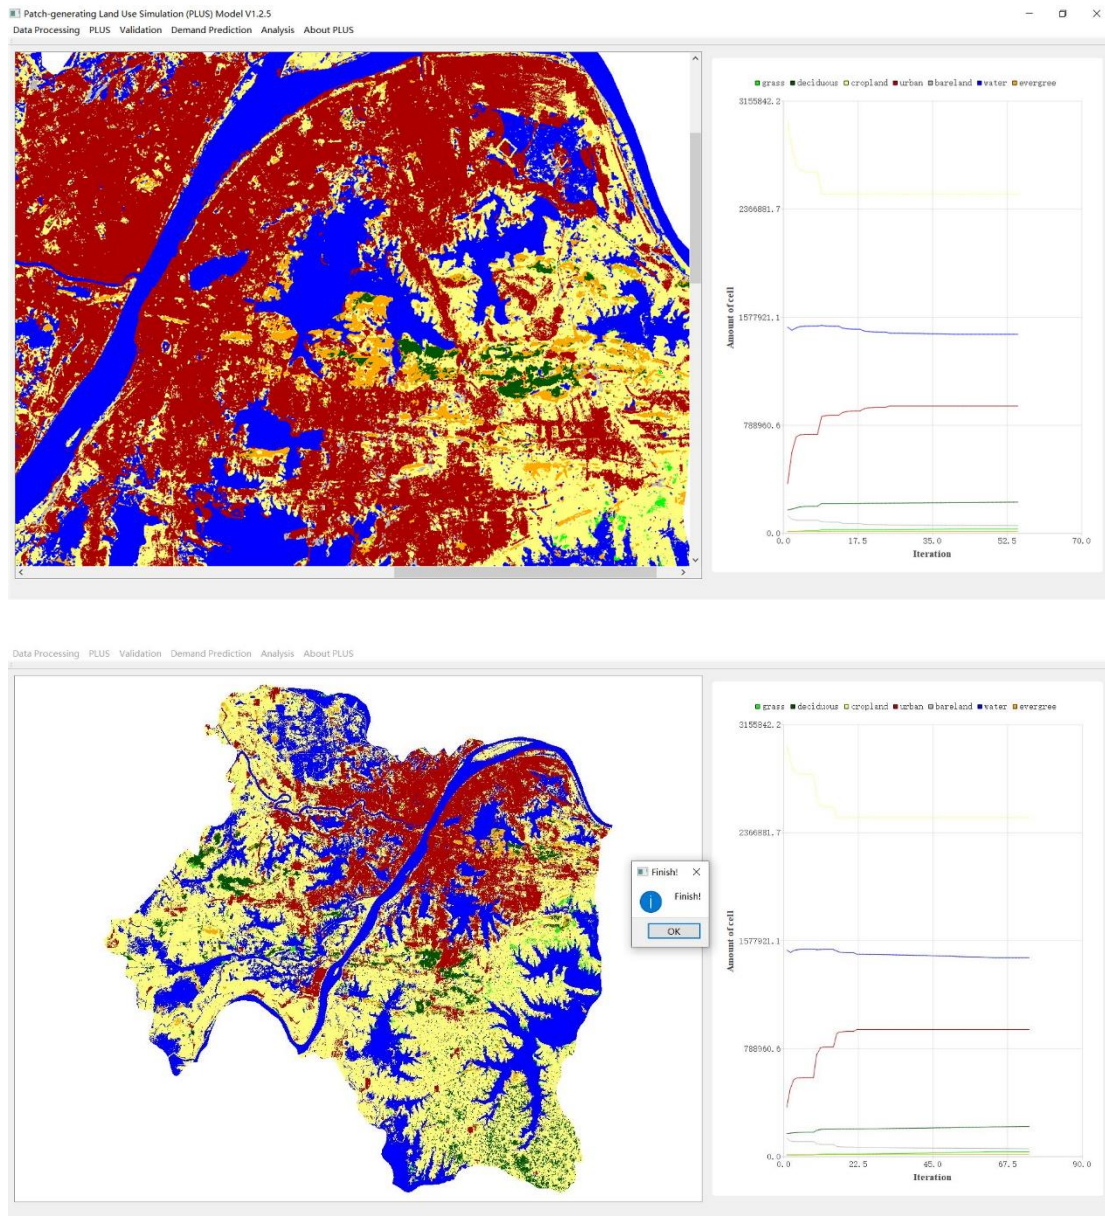 Patch-generating Land Use Simulation (PLUS) Model V1.2.5
Data Processing PLUS Validation Demand Prediction Analysis About PLUS
grass deciduous cropland urban bareland water evergree
3155842.2
2366881.7
1577921.1
788960.6
0.0
Amount of cell
0.0 17.5 35.0 52.5 70.0
Iteration
Data Processing PLUS Validation Demand Prediction Analysis About PLUS
grass deciduous cropland urban bareland water evergree
3155842.2
2366881.7
1577921.1
788960.6
0.0
Amount of cell
0.0 22.5 45.0 67.5 90.0
Iteration
Finish!
Finish!
OK